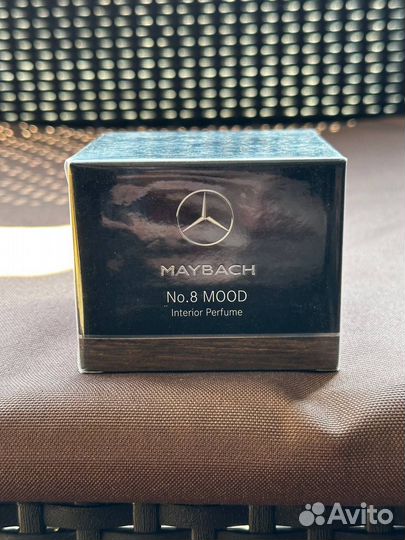 MAYBACH
No.8 MOOD
Interior Perfume
Avito